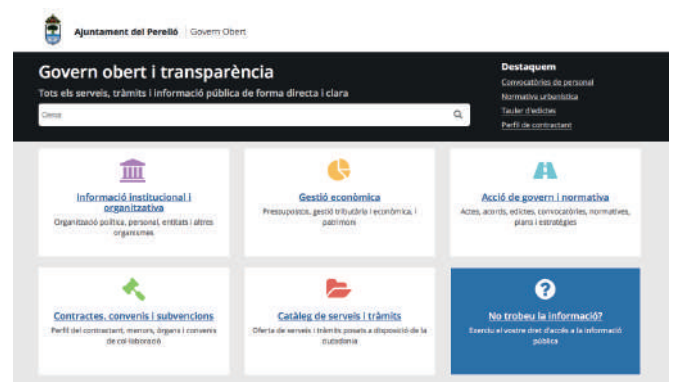 Ajuntament del Perelló Govern Obert
Govern obert i transparència
Tots els serveis, tràmits i informació pública de forma directa i clara
Cerca
Destaquem
Convocatòries de personal
Normativa urbanística
Tauler d'edictes
Perfil de contractant
Informació institucional i
organitzativa
Organització política, personal, entitats i altres
organismes
Gestió econòmica
Pressupostos, gestió tributària i econòmica, i
patrimoni
Acció de govern i normativa
Actes, acords, edictes, convocatòries, normatives,
plans i estratègies
Contractes, convenis i subvencions
Perfil del contractant, menors, òrgans i convenis
de col·laboració
Catàleg de serveis i tràmits
Oferta de serveis i tràmits posats a disposició de la
ciutadania
No trobeu la informació?
Exerciu el vostre dret d'accés a la informació
pública